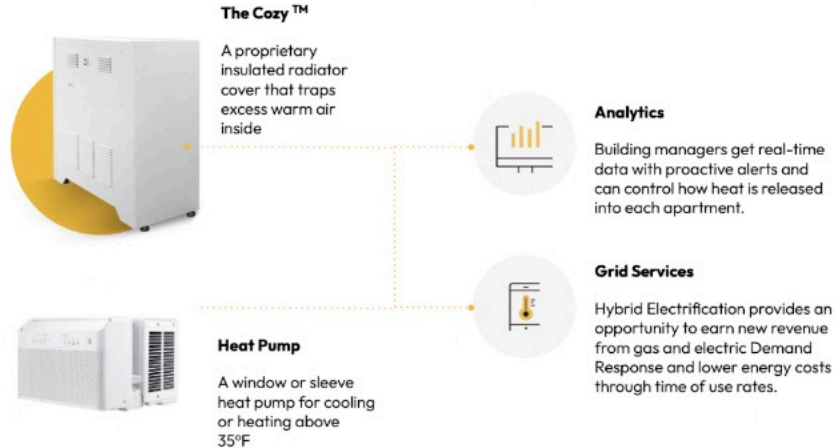 The Cozy TM
A proprietary
insulated radiator
cover that traps
excess warm air
inside
Analytics
Building managers get real-time
data with proactive alerts and
can control how heat is released
into each apartment.
Grid Services
Hybrid Electrification provides an
opportunity to earn new revenue
from gas and electric Demand
Response and lower energy costs
through time of use rates.
Heat Pump
A window or sleeve
heat pump for cooling
or heating above
35°F